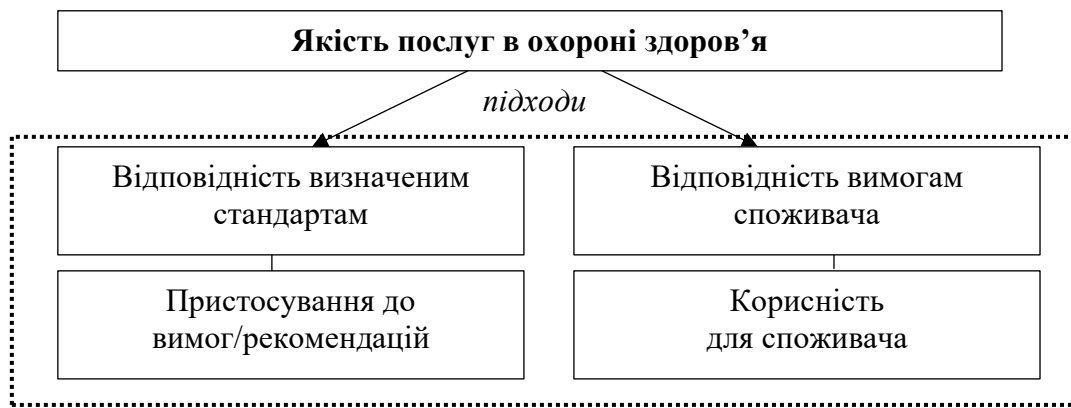 Якість послуг в охороні здоров’я
підходи
Відповідність визначеним
стандартам
Відповідність вимогам
споживача
Пристосування до
вимог/рекомендацій
Корисність
для споживача